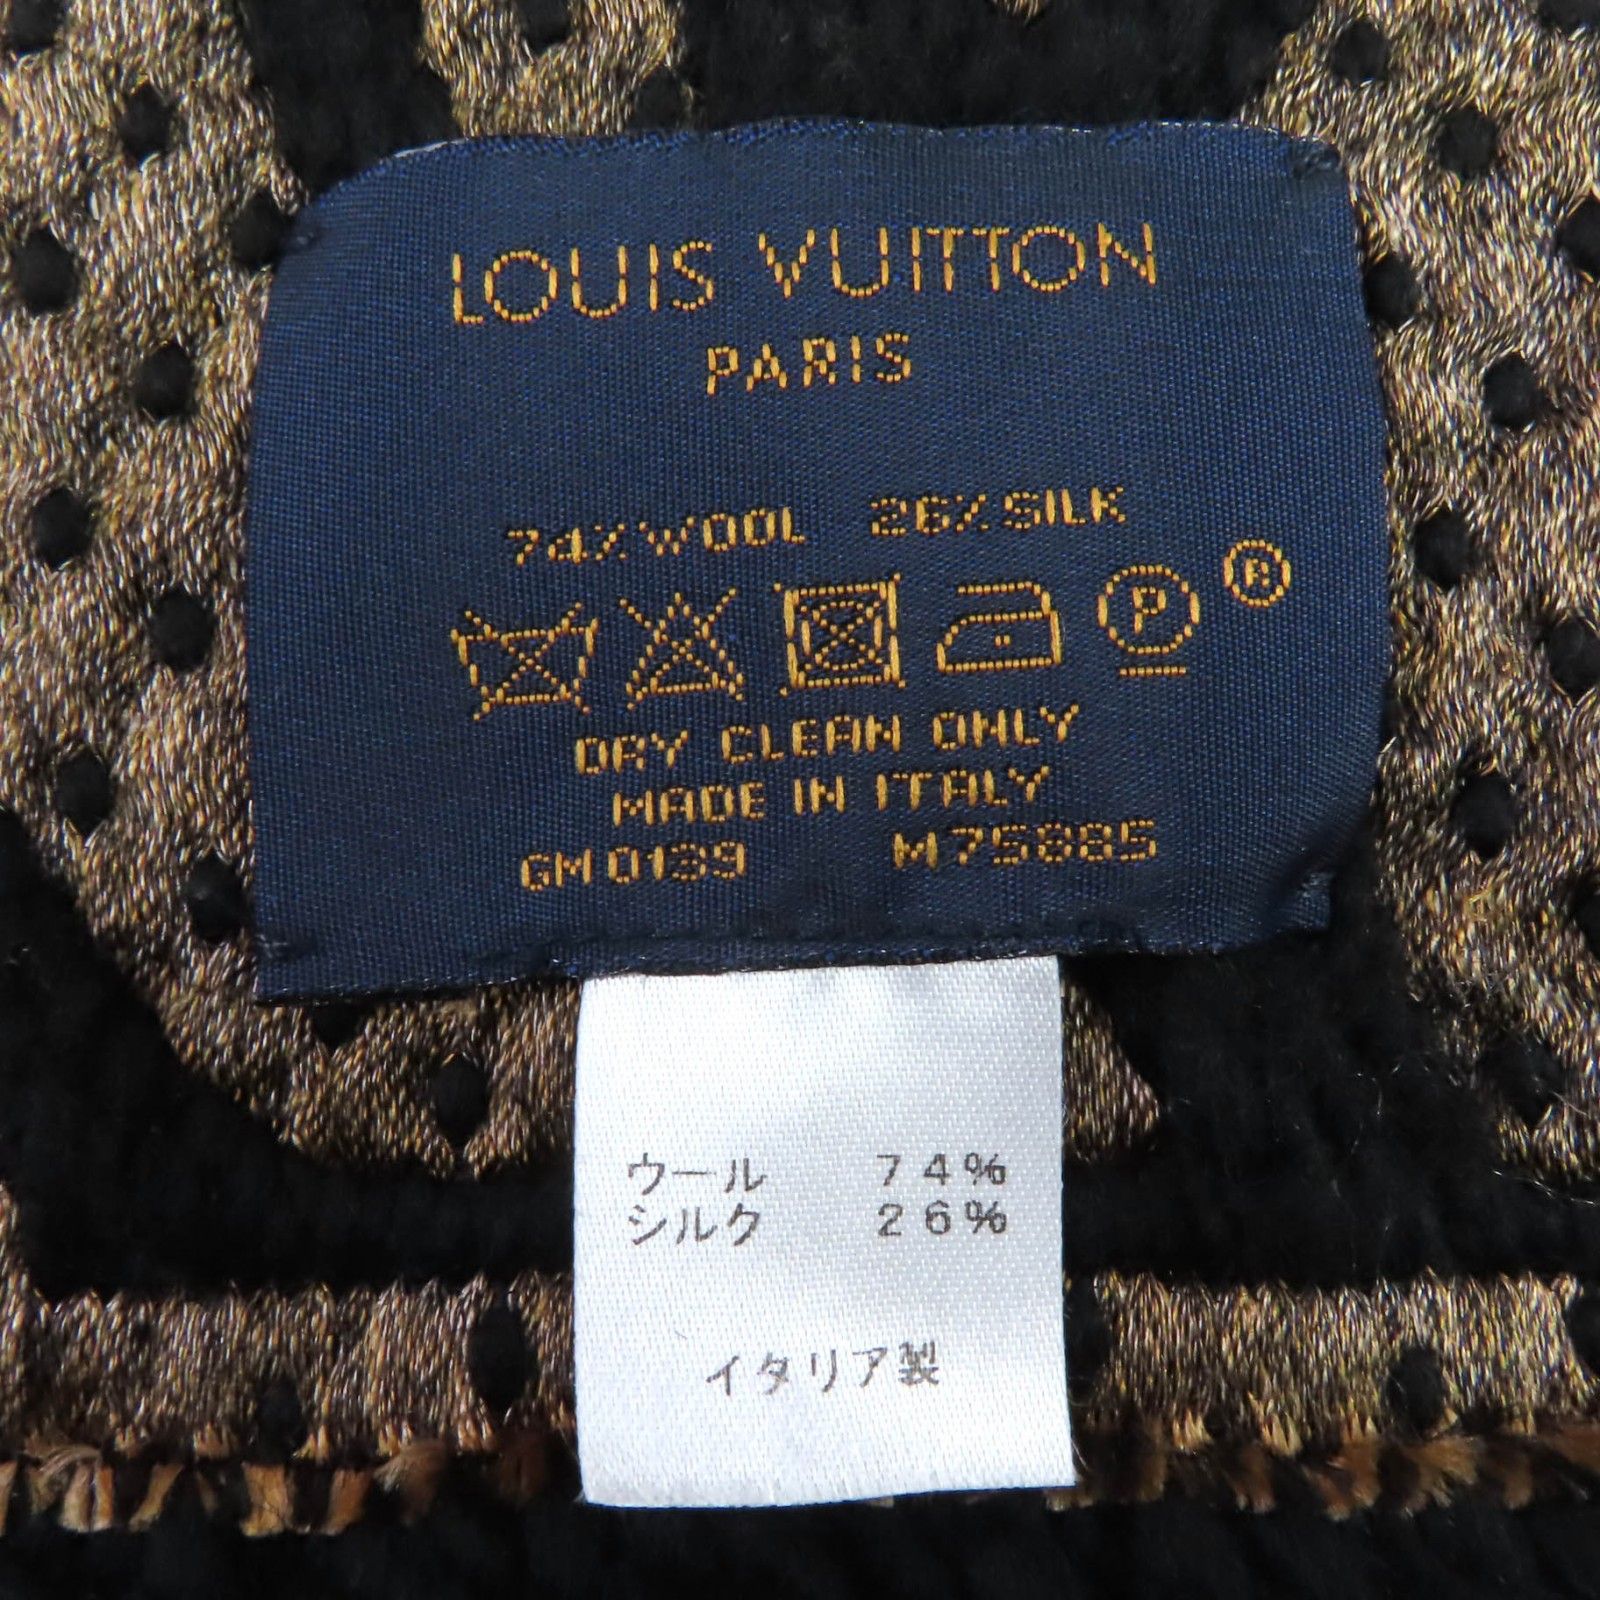 LOUIS VUITTON
PARIS
74% WOOL 26% SILK
P ®
DRY CLEAN ONLY
MADE IN ITALY
GM0139 M75885
ウール 74%
シルク 26%
イタリア製